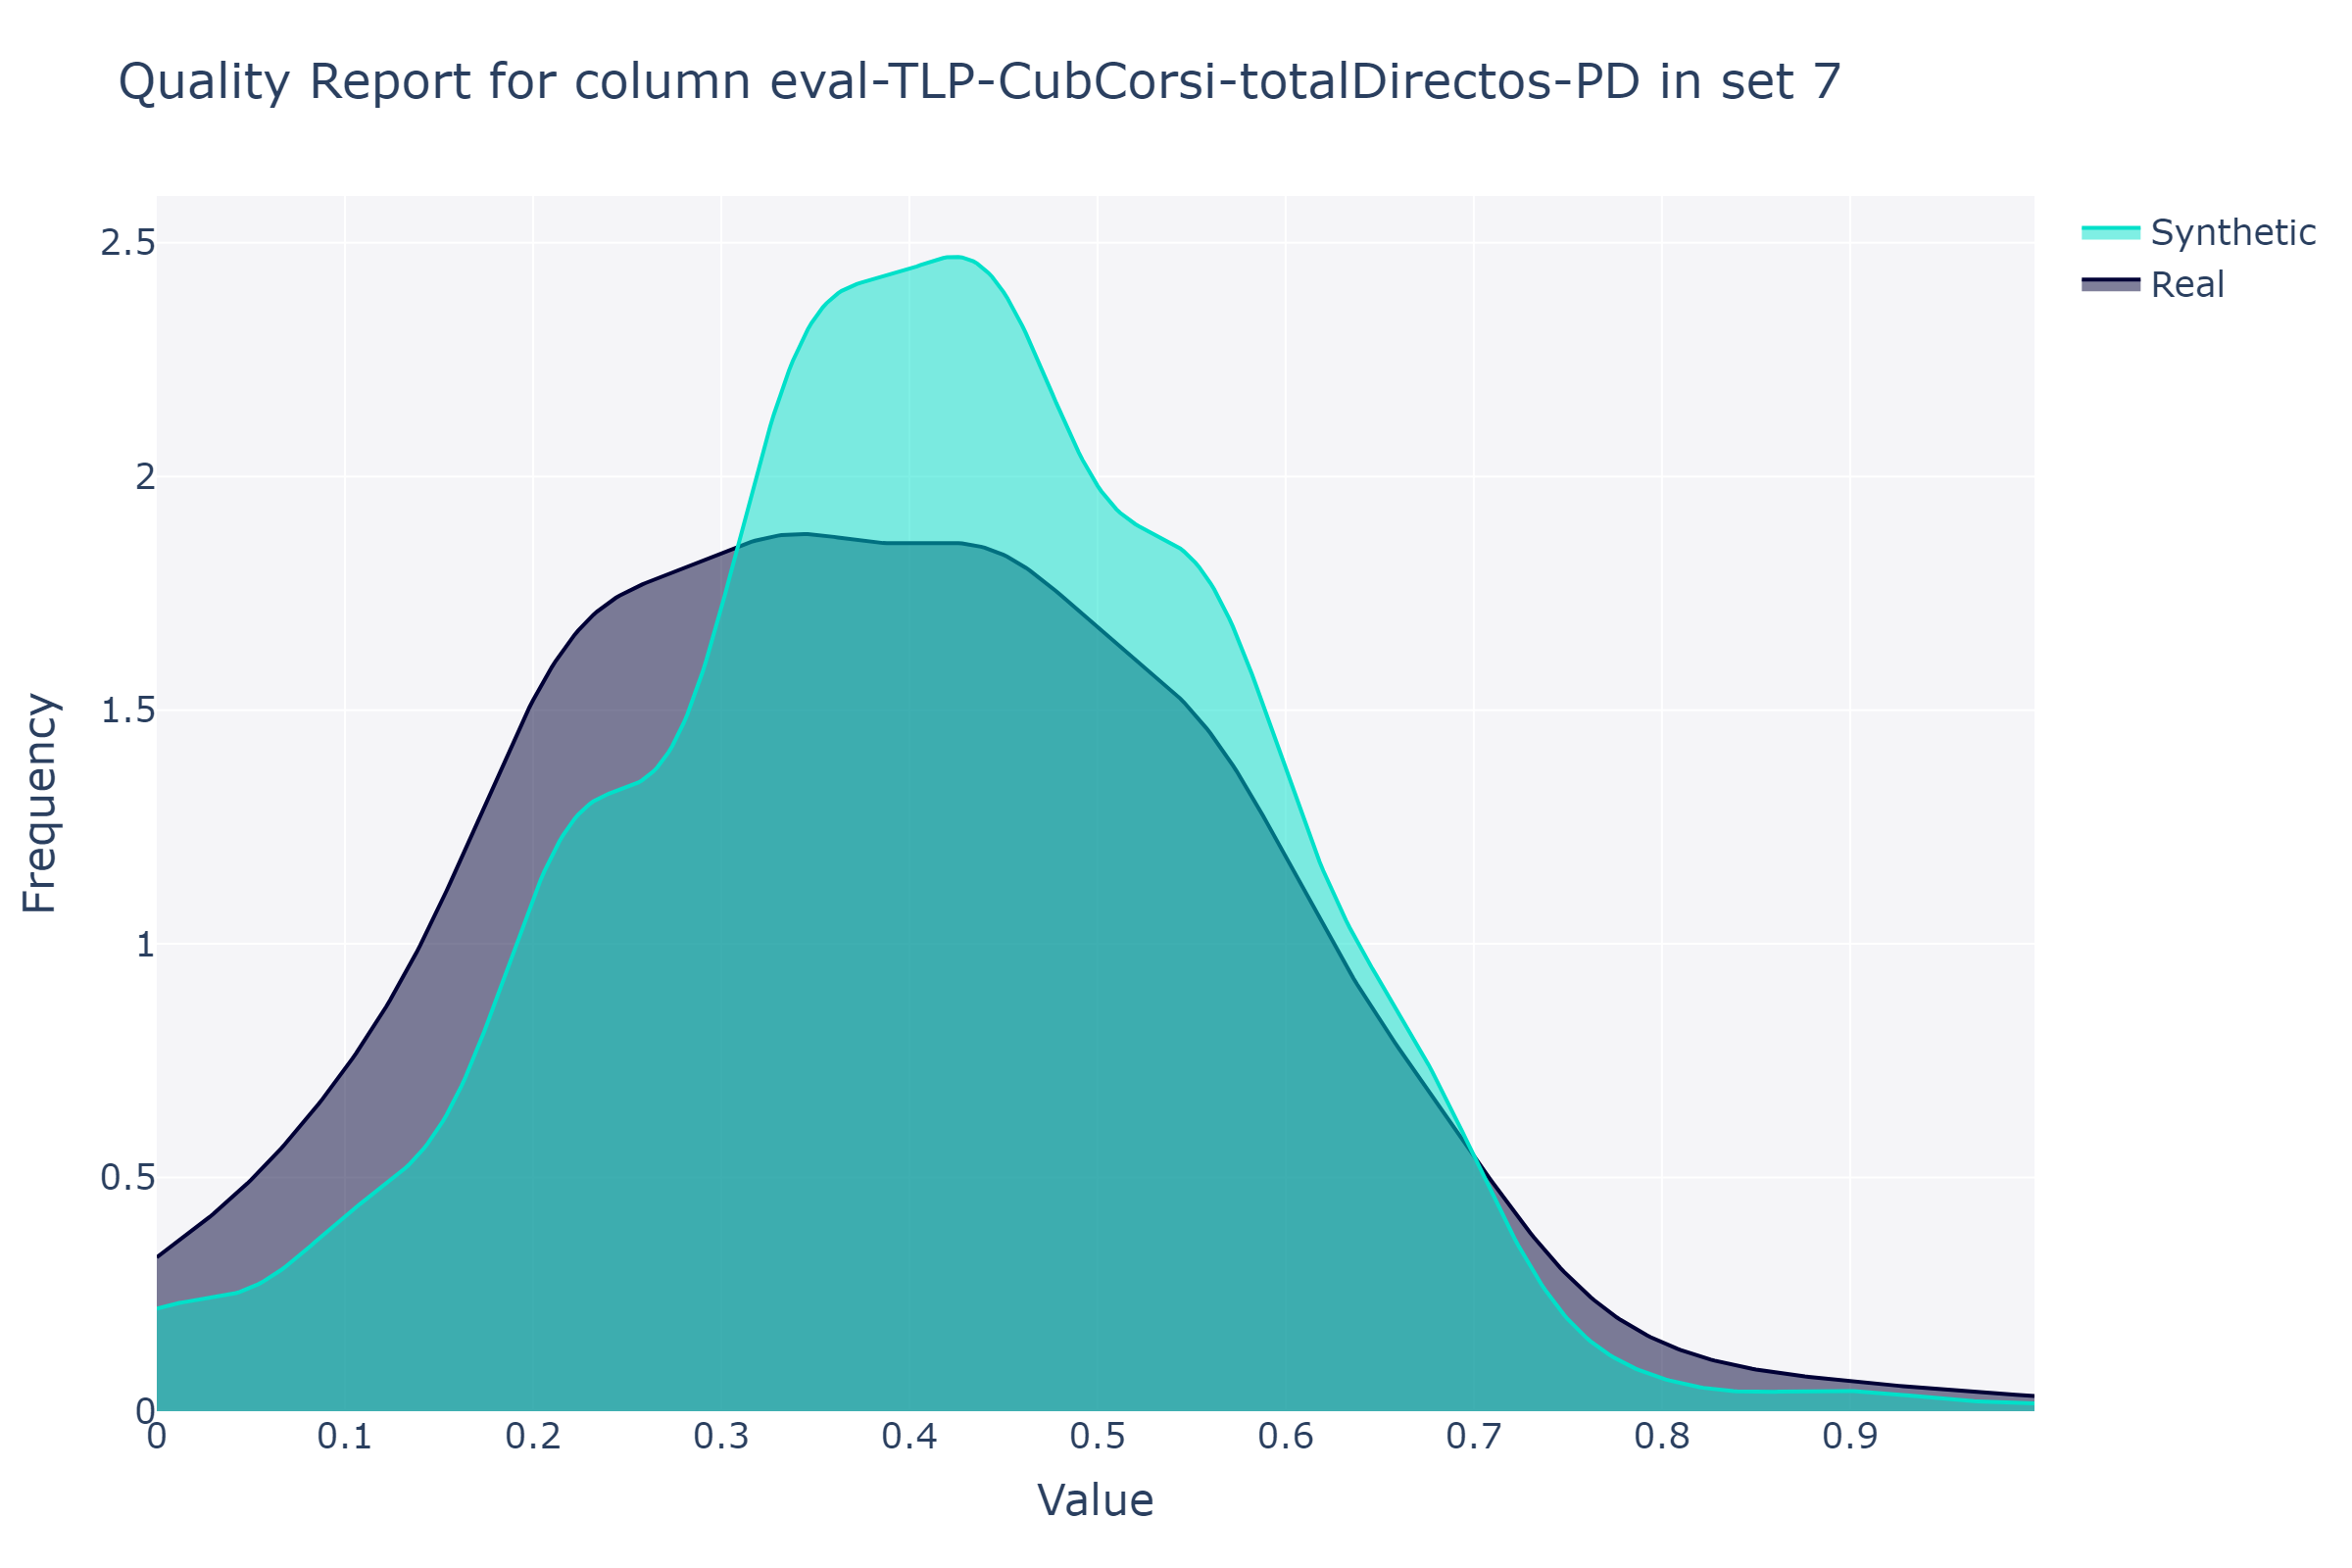 Quality Report for column eval-TLP-CubCorsi-totalDirectos-PD in set 7
Synthetic
Real
Frequency
2.5
2
1.5
1
0.5
0
0 0.1 0.2 0.3 0.4 0.5 0.6 0.7 0.8 0.9
Value